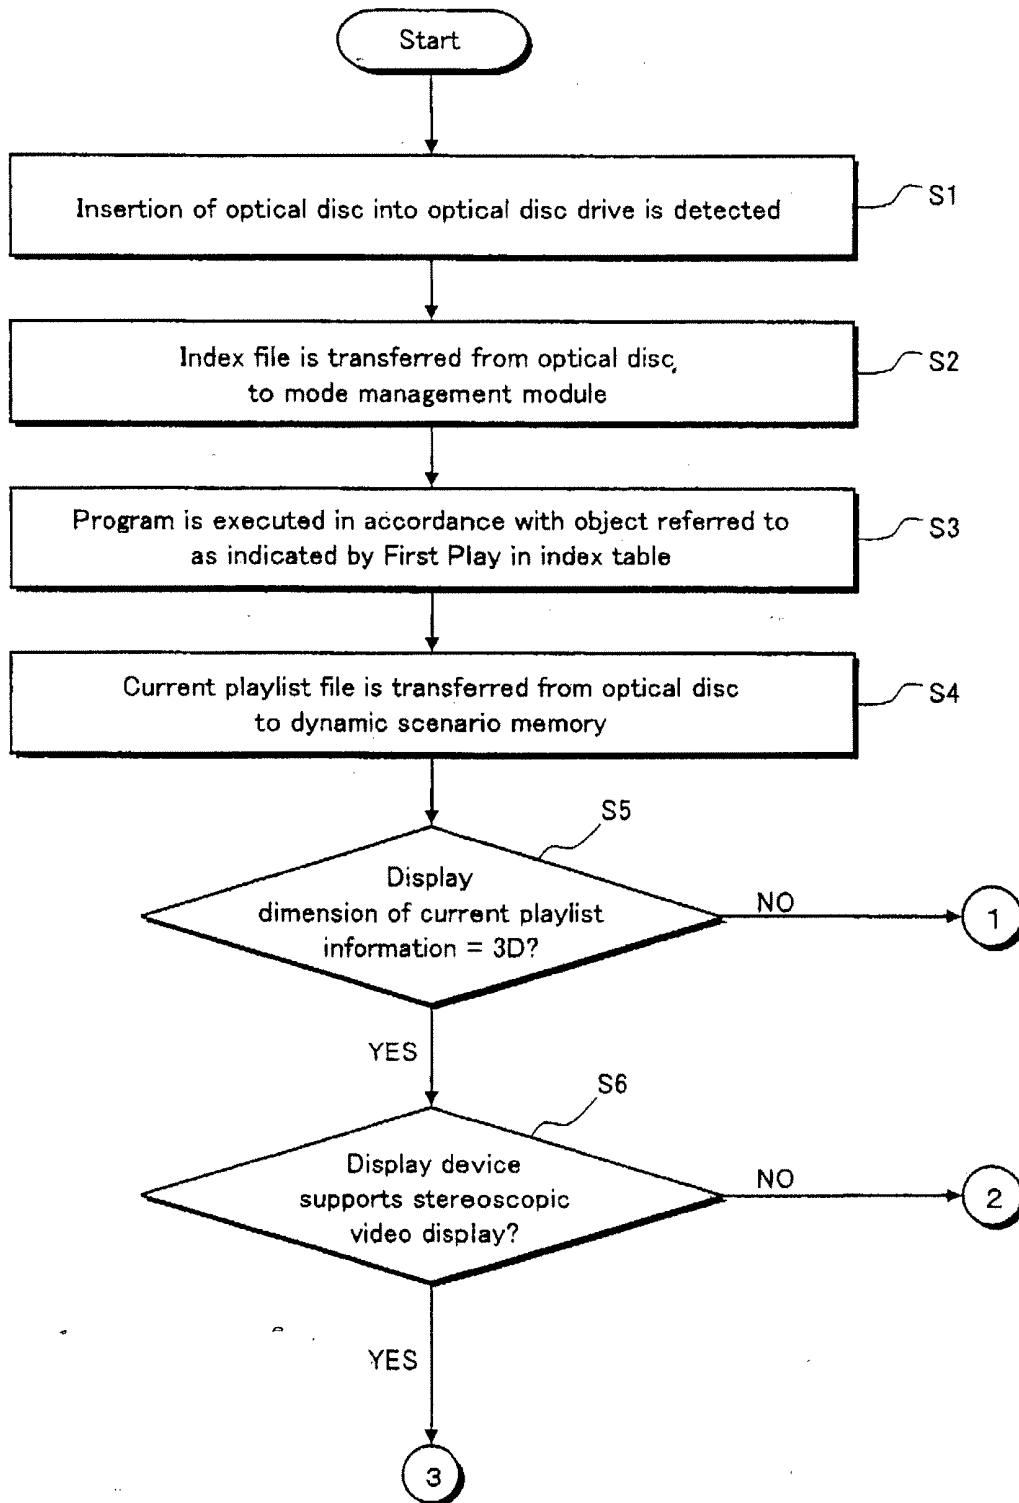 Start
Insertion of optical disc into optical disc drive is detected
S1
Index file is transferred from optical disc
to mode management module
S2
Program is executed in accordance with object referred to
as indicated by First Play in index table
S3
Current playlist file is transferred from optical disc
to dynamic scenario memory
S4
S5
Display
dimension of current playlist
information = 3D?
NO
1
YES
S6
Display device
supports stereoscopic
video display?
NO
2
YES
3